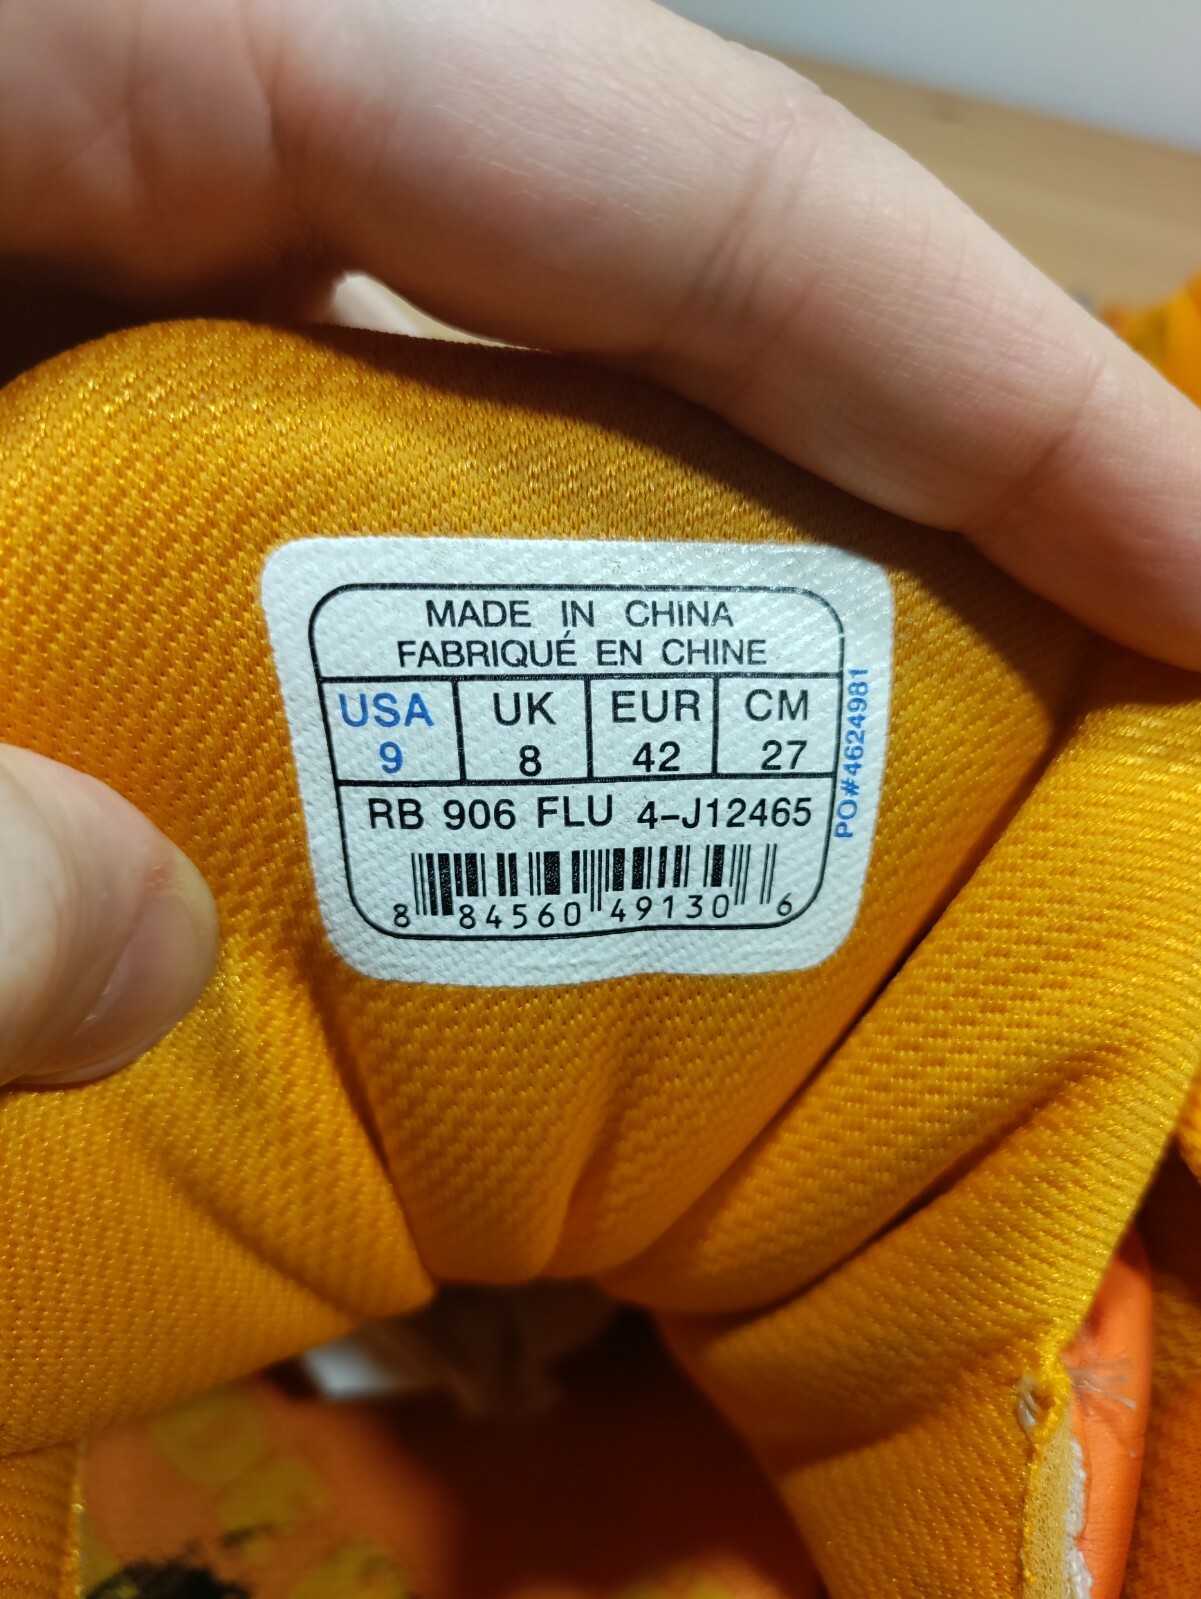 MADE IN CHINA
FABRIQUÉ EN CHINE
USA UK EUR CM
9 8 42 27
RB 906 FLU 4-J12465
8 84560 49130 6
PO#4624981